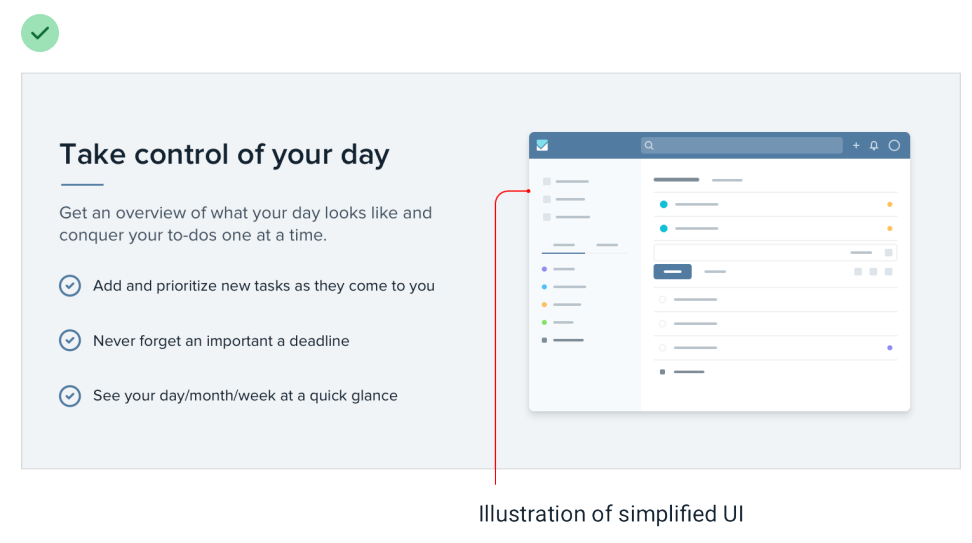 Take control of your day
Get an overview of what your day looks like and
conquer your to-dos one at a time.
Add and prioritize new tasks as they come to you
Never forget an important a deadline
See your day/month/week at a quick glance
Illustration of simplified UI